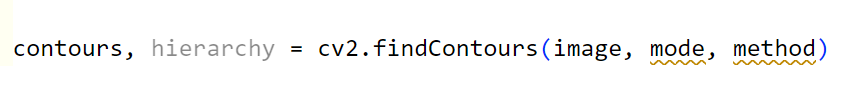 contours, hierarchy = cv2.findContours(image, mode, method)